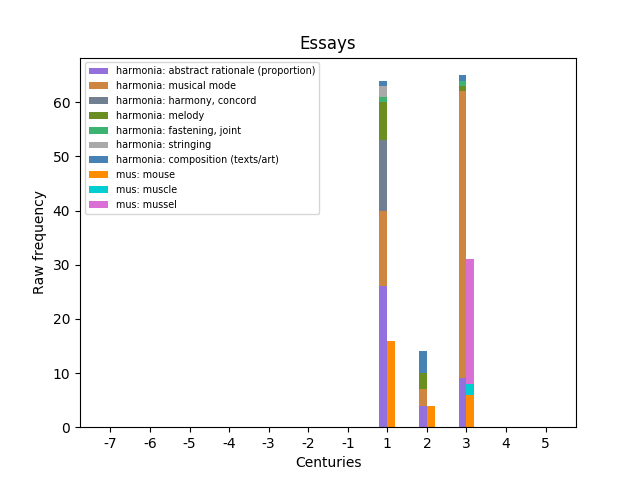 Essays
harmonia: abstract rationale (proportion)
harmonia: musical mode
harmonia: harmony, concord
harmonia: melody
harmonia: fastening, joint
harmonia: stringing
harmonia: composition (texts/art)
mus: mouse
mus: muscle
mus: mussel
Raw frequency
60
50
40
30
20
10
0
-7 -6 -5 -4 -3 -2 -1 1 2 3 4 5
Centuries